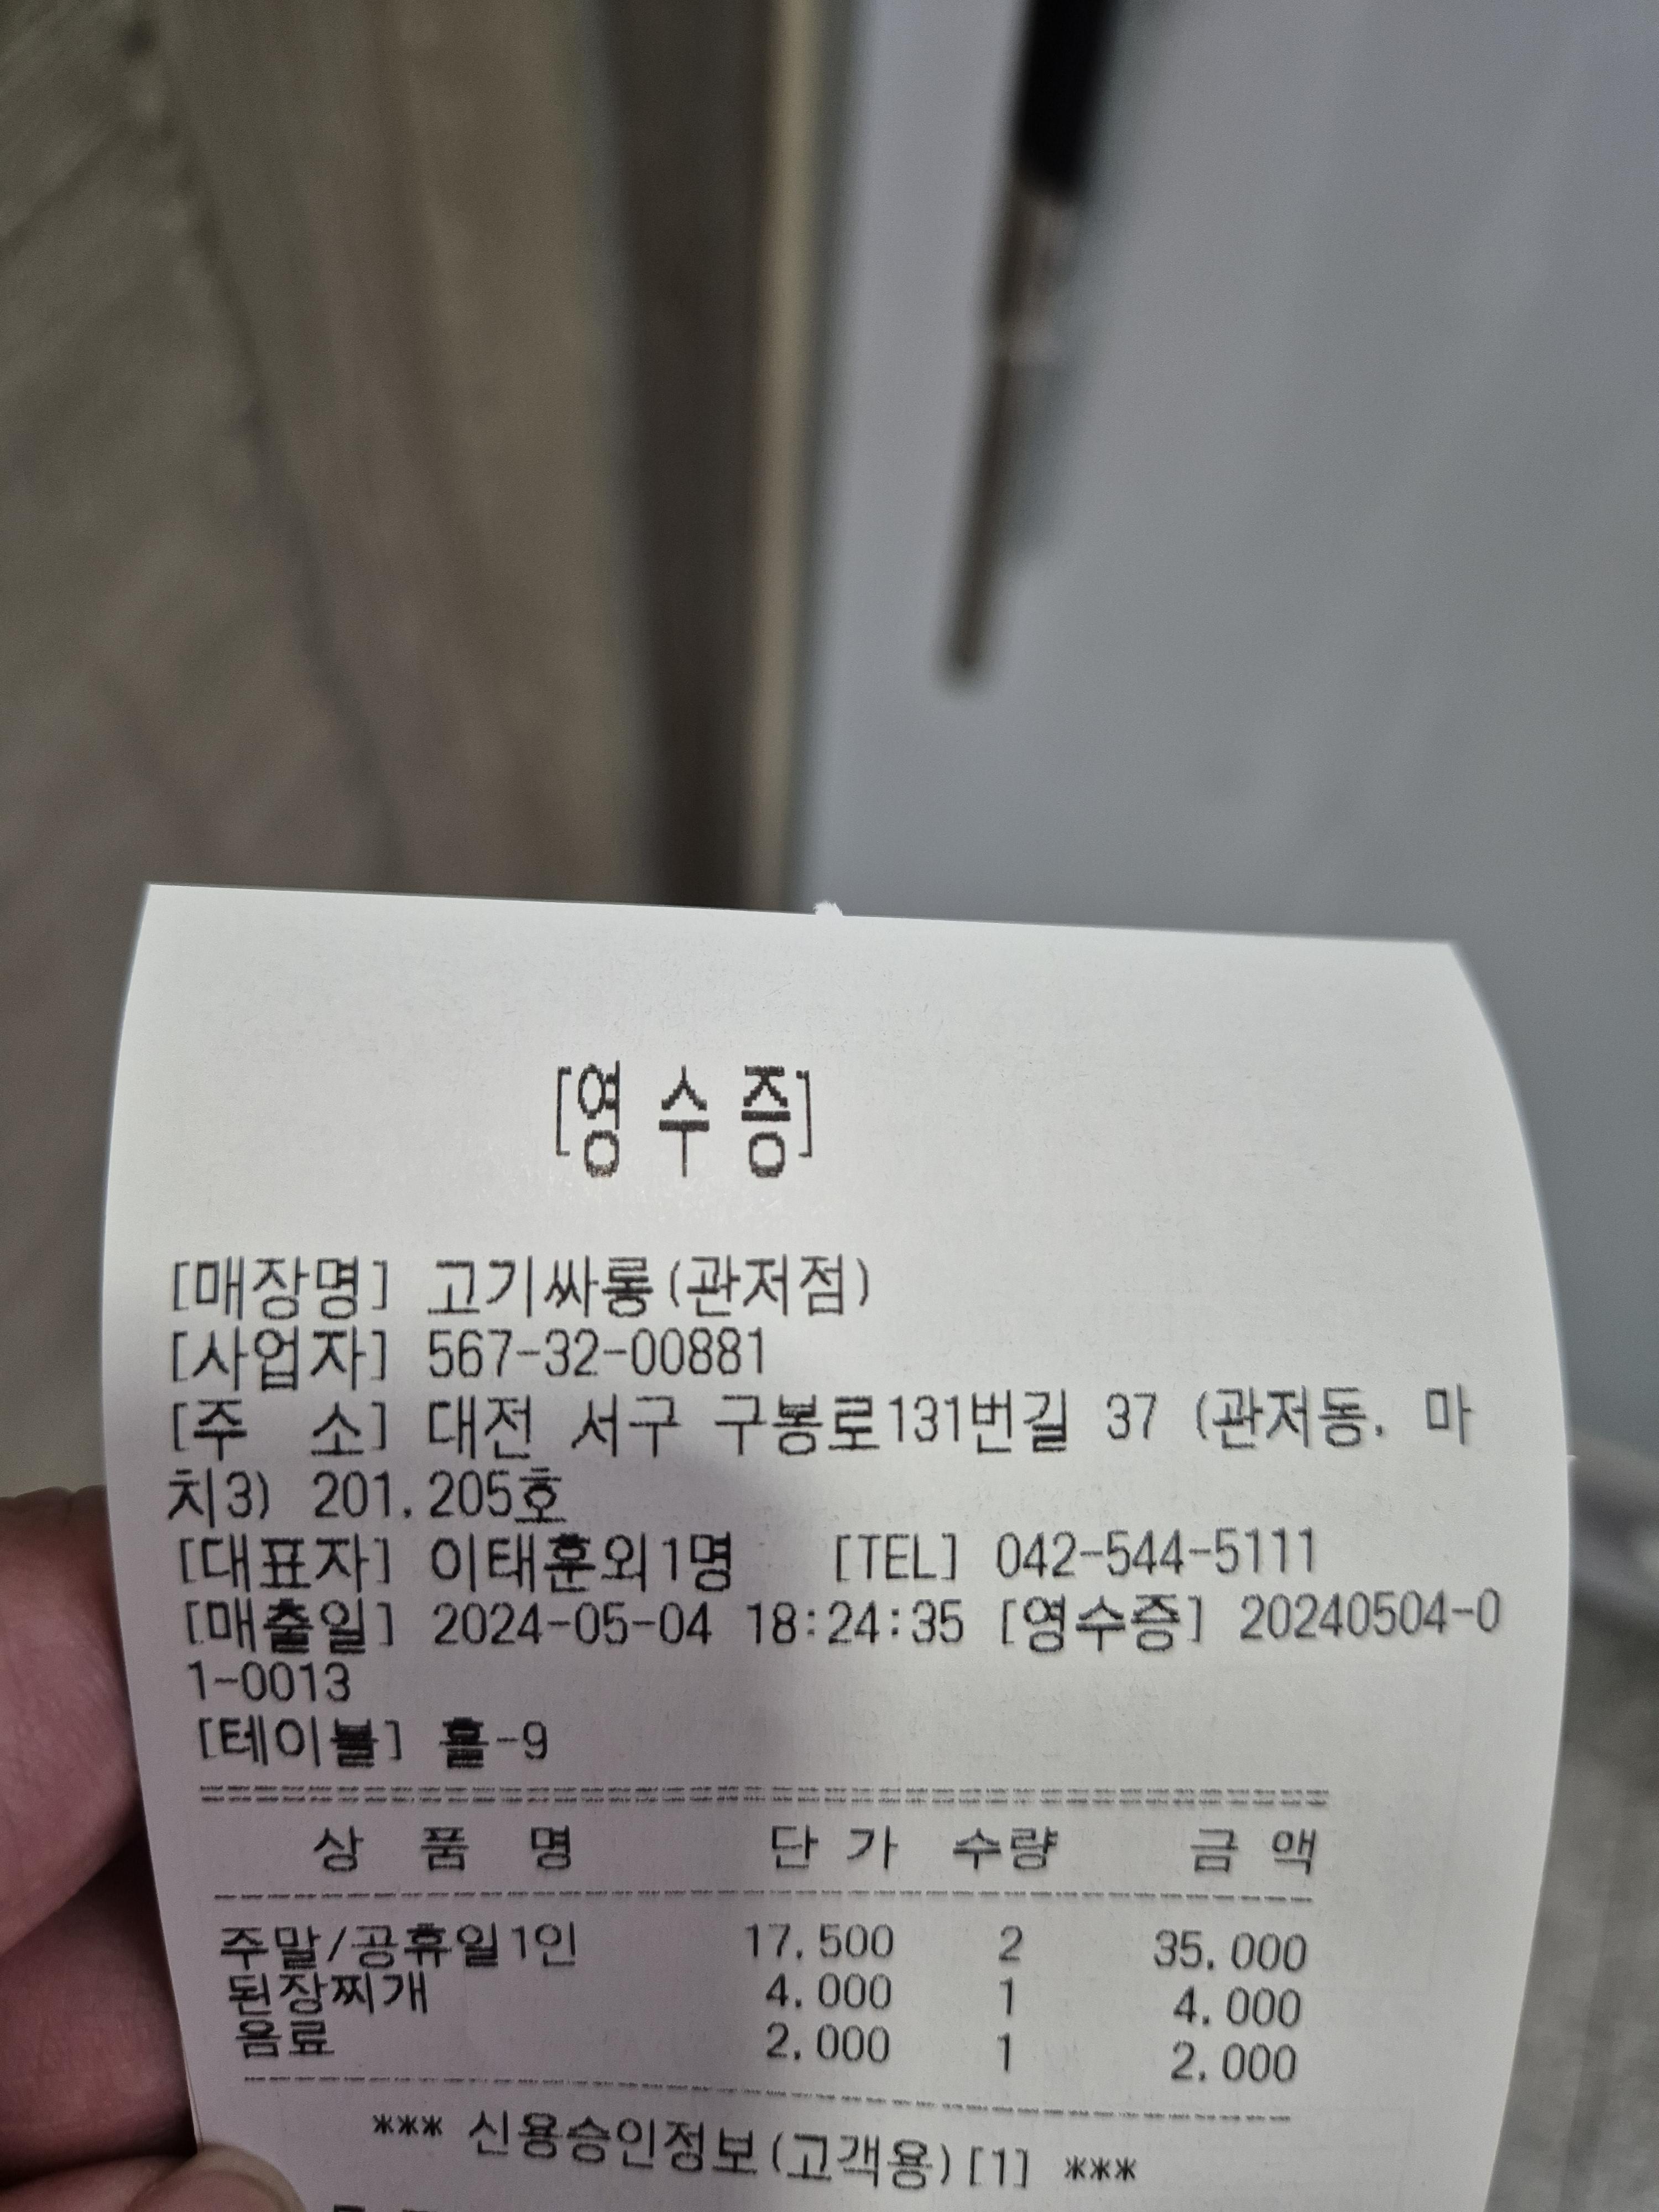 [영 수 증]
[매장명] 고기싸롱(관저점)
[사업자] 567-32-00881
[주 소] 대전 서구 구봉로131번길 37 (관저동, 마
치3) 201,205호
[대표자] 이태훈외1명 [TEL] 042-544-5111
[매출일] 2024-05-04 18:24:35 [영수증] 20240504-0
1-0013
[테이블] 홀-9
상 품 명 단 가 수량 금 액
주말/공휴일1인 17,500 2 35,000
된장찌개 4,000 1 4,000
음료 2,000 1 2,000
*** 신용승인정보(고객용)[1] ***